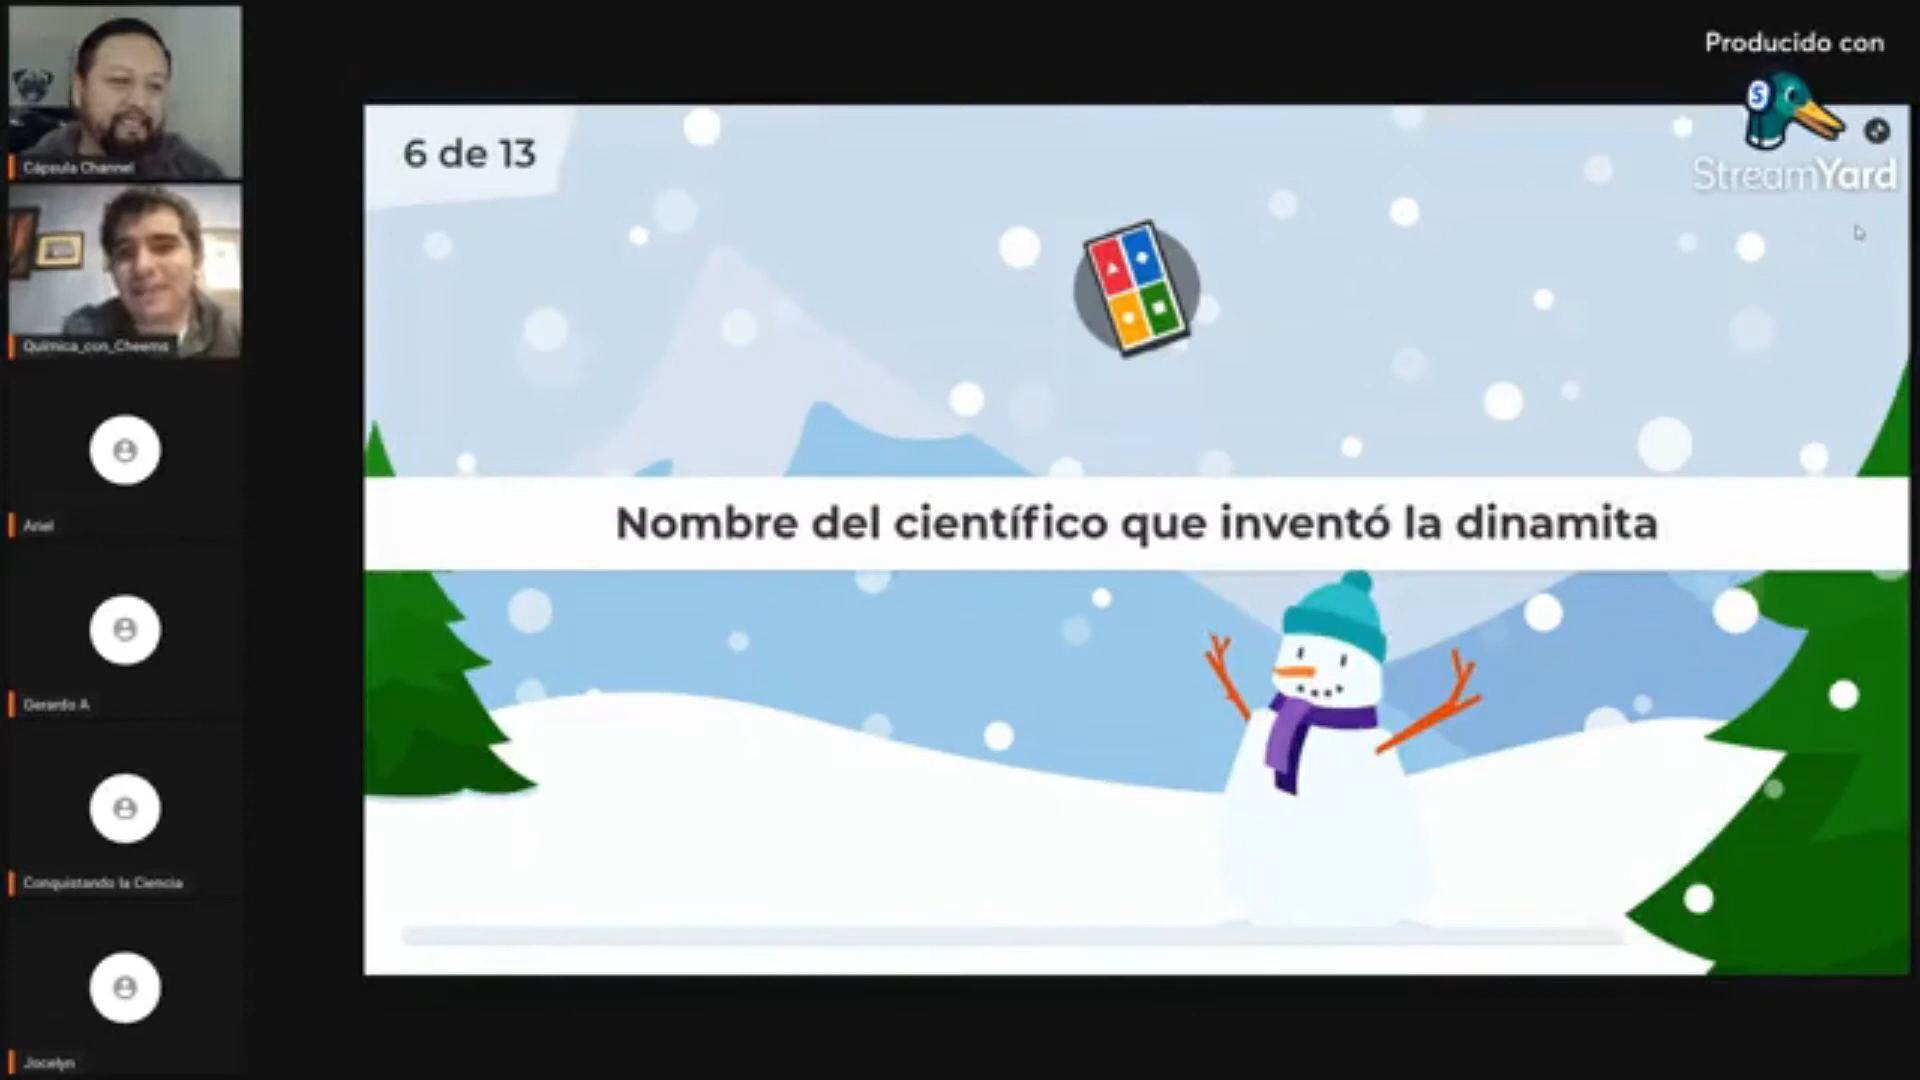 Producido con
StreamYard
Cápsula Channel
Química_con_Cheems
Ariel
Gerardo A
Conquistando la Ciencia
Jocelyn
6 de 13
Nombre del científico que inventó la dinamita